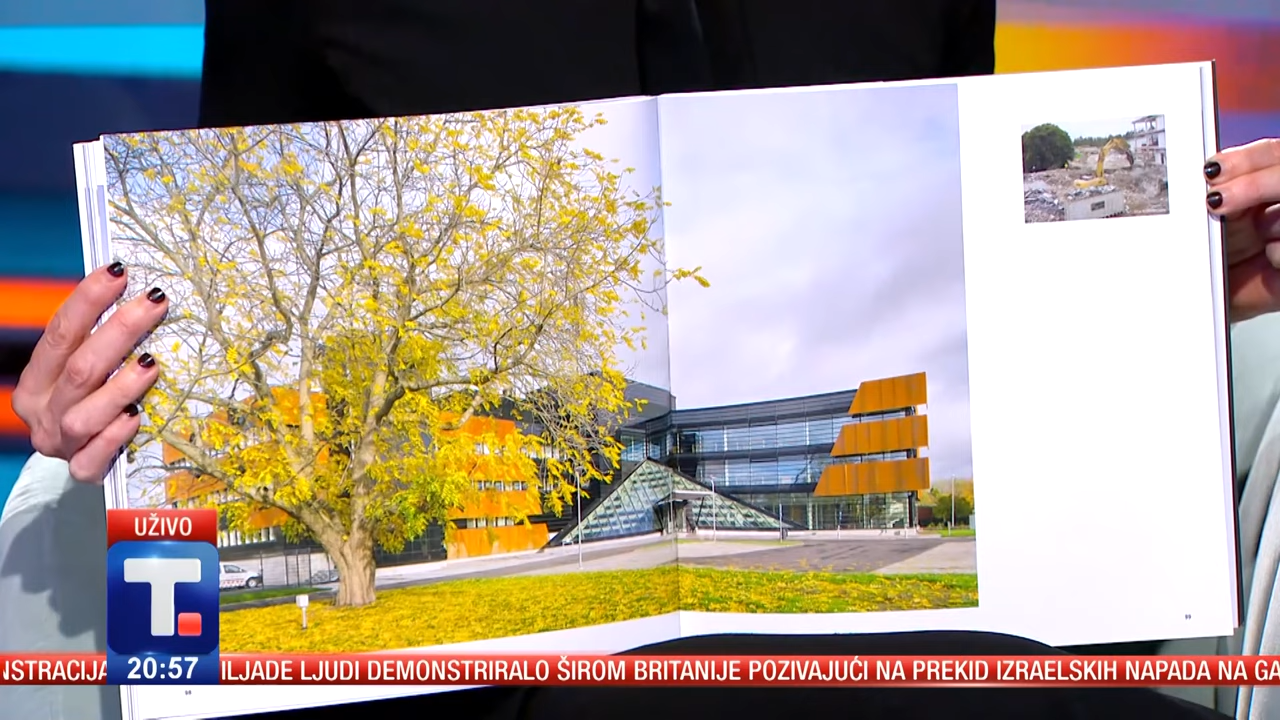 UŽIVO
T.
20:57
NSTRACIJA
ILJADE LJUDI DEMONSTRIRALO ŠIROM BRITANIJE POZIVAJUĆI NA PREKID IZRAELSKIH NAPADA NA GA